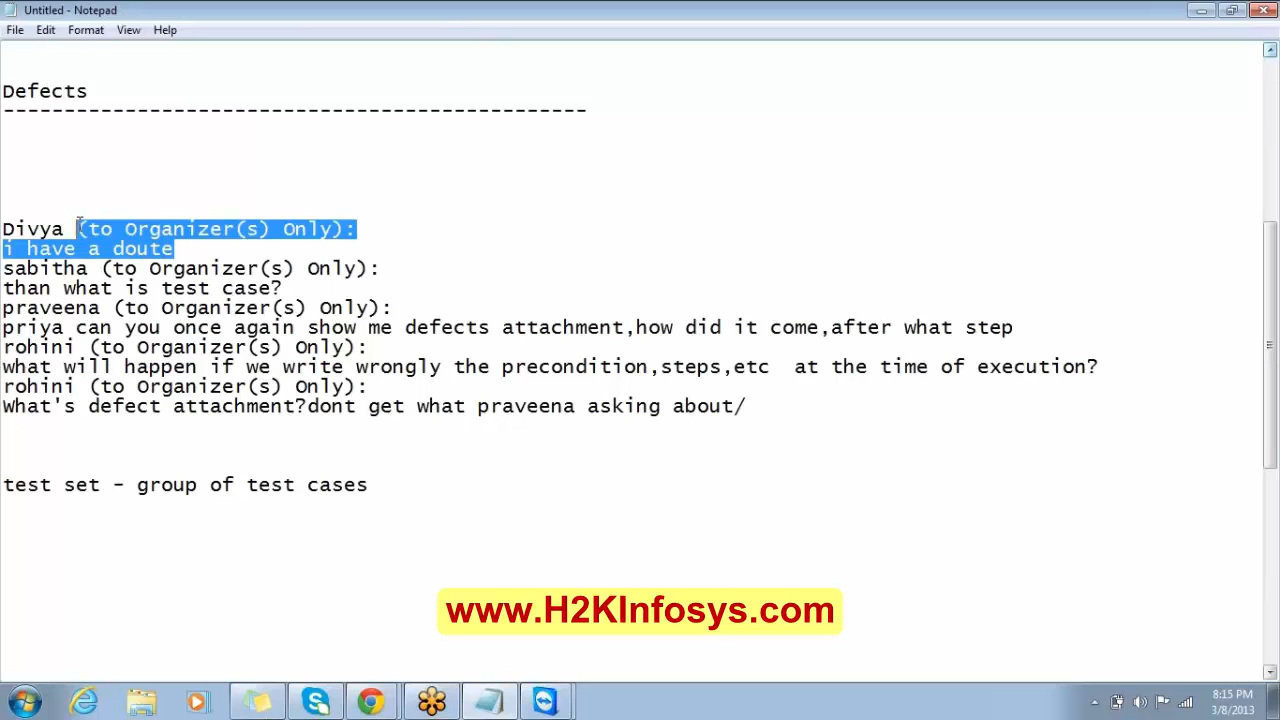 Untitled - Notepad
File Edit Format View Help
Defects
------------------------------------------------
Divya (to Organizer(s) Only):
i have a doute
sabitha (to Organizer(s) Only):
than what is test case?
praveena (to Organizer(s) Only):
priya can you once again show me defects attachment,how did it come,after what step
rohini (to Organizer(s) Only):
what will happen if we write wrongly the precondition,steps,etc  at the time of execution?
rohini (to Organizer(s) Only):
What's defect attachment?dont get what praveena asking about/
test set - group of test cases
www.H2KInfosys.com
8:15 PM
3/8/2013